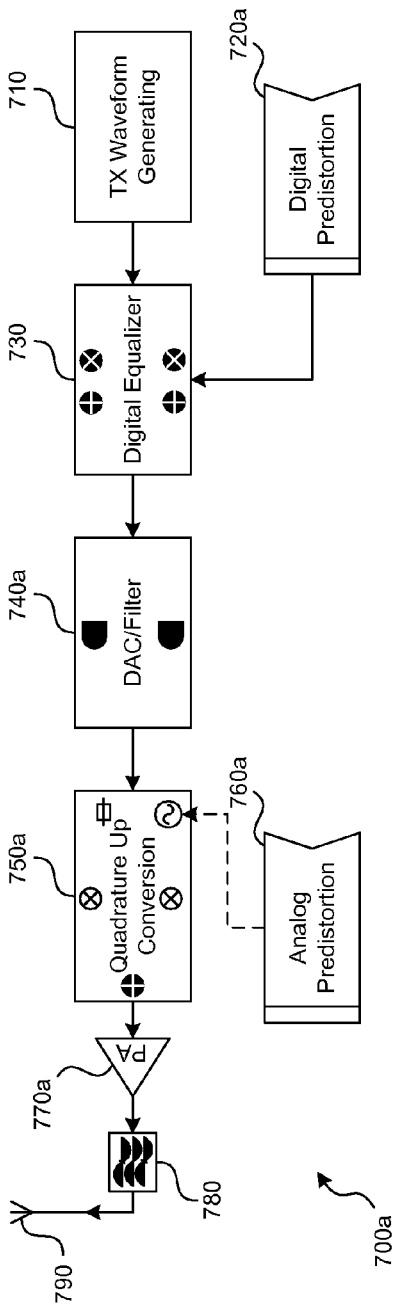 710
TX Waveform
Generating
720a
Digital
Predistortion
730
Digital Equalizer
740a
DAC/Filter
750a
Quadrature Up
Conversion
760a
Analog
Predistortion
770a
PA
780
790
700a